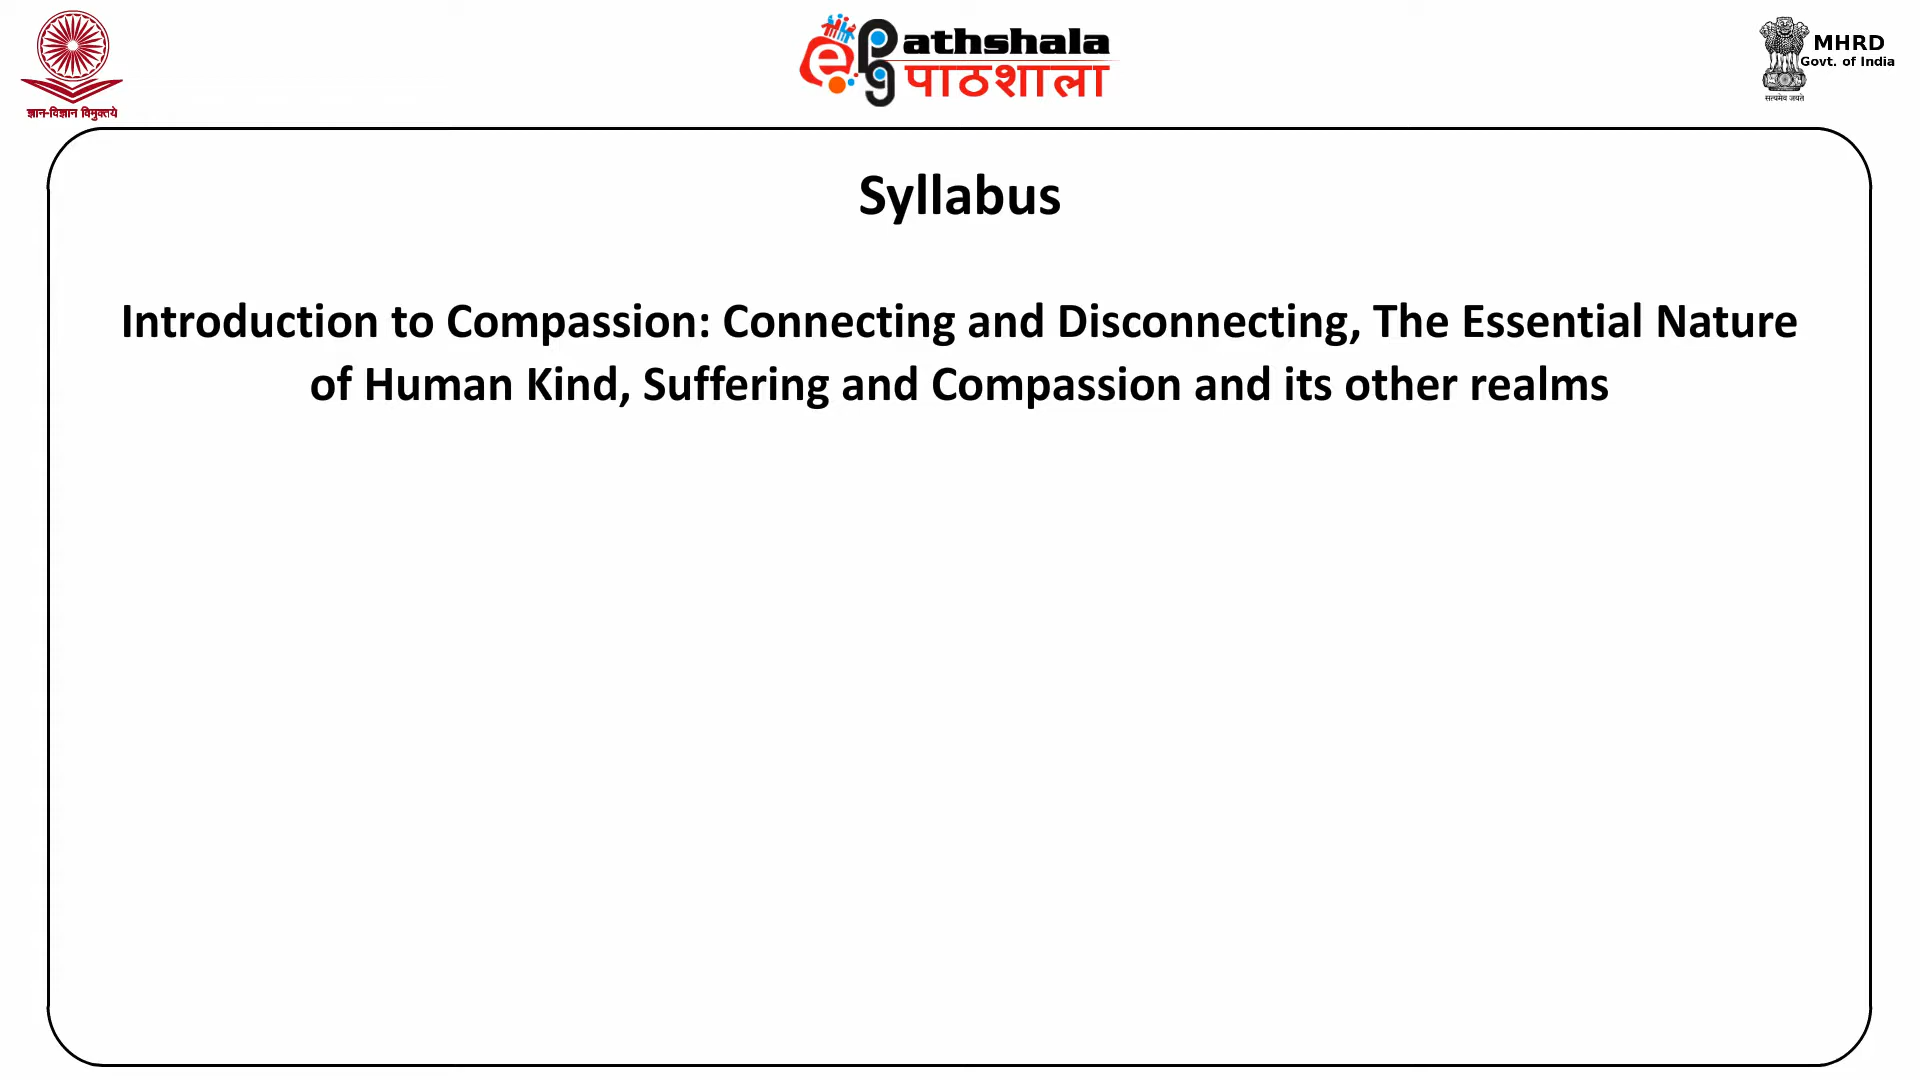 ज्ञान-विज्ञान विमुक्तये
e pg athshala
पाठशाला
MHRD
Govt. of India
सत्यमेव जयते
Syllabus
Introduction to Compassion: Connecting and Disconnecting, The Essential Nature
of Human Kind, Suffering and Compassion and its other realms